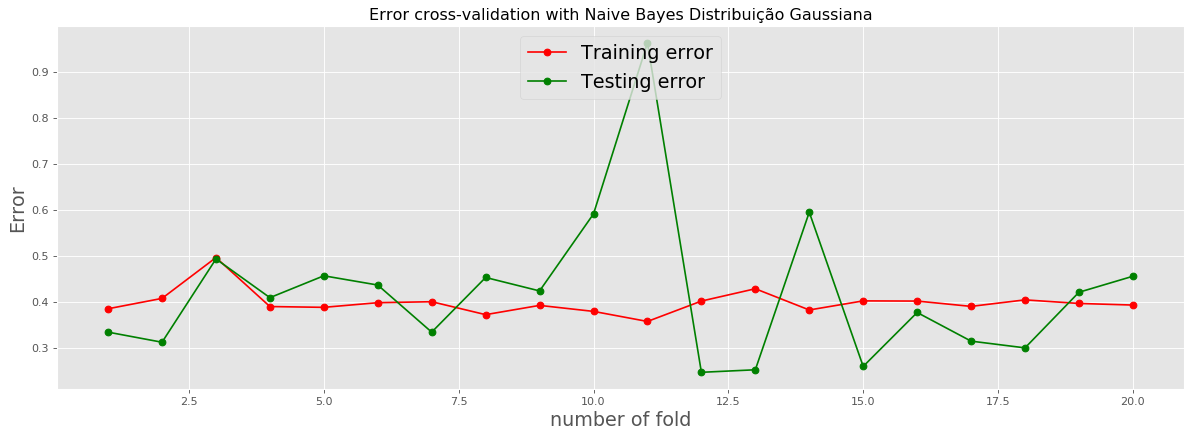 Error cross-validation with Naive Bayes Distribuição Gaussiana
Training error
Testing error
0.9
0.8
0.7
0.6
0.5
0.4
0.3
Error
2.5 5.0 7.5 10.0 12.5 15.0 17.5 20.0
number of fold